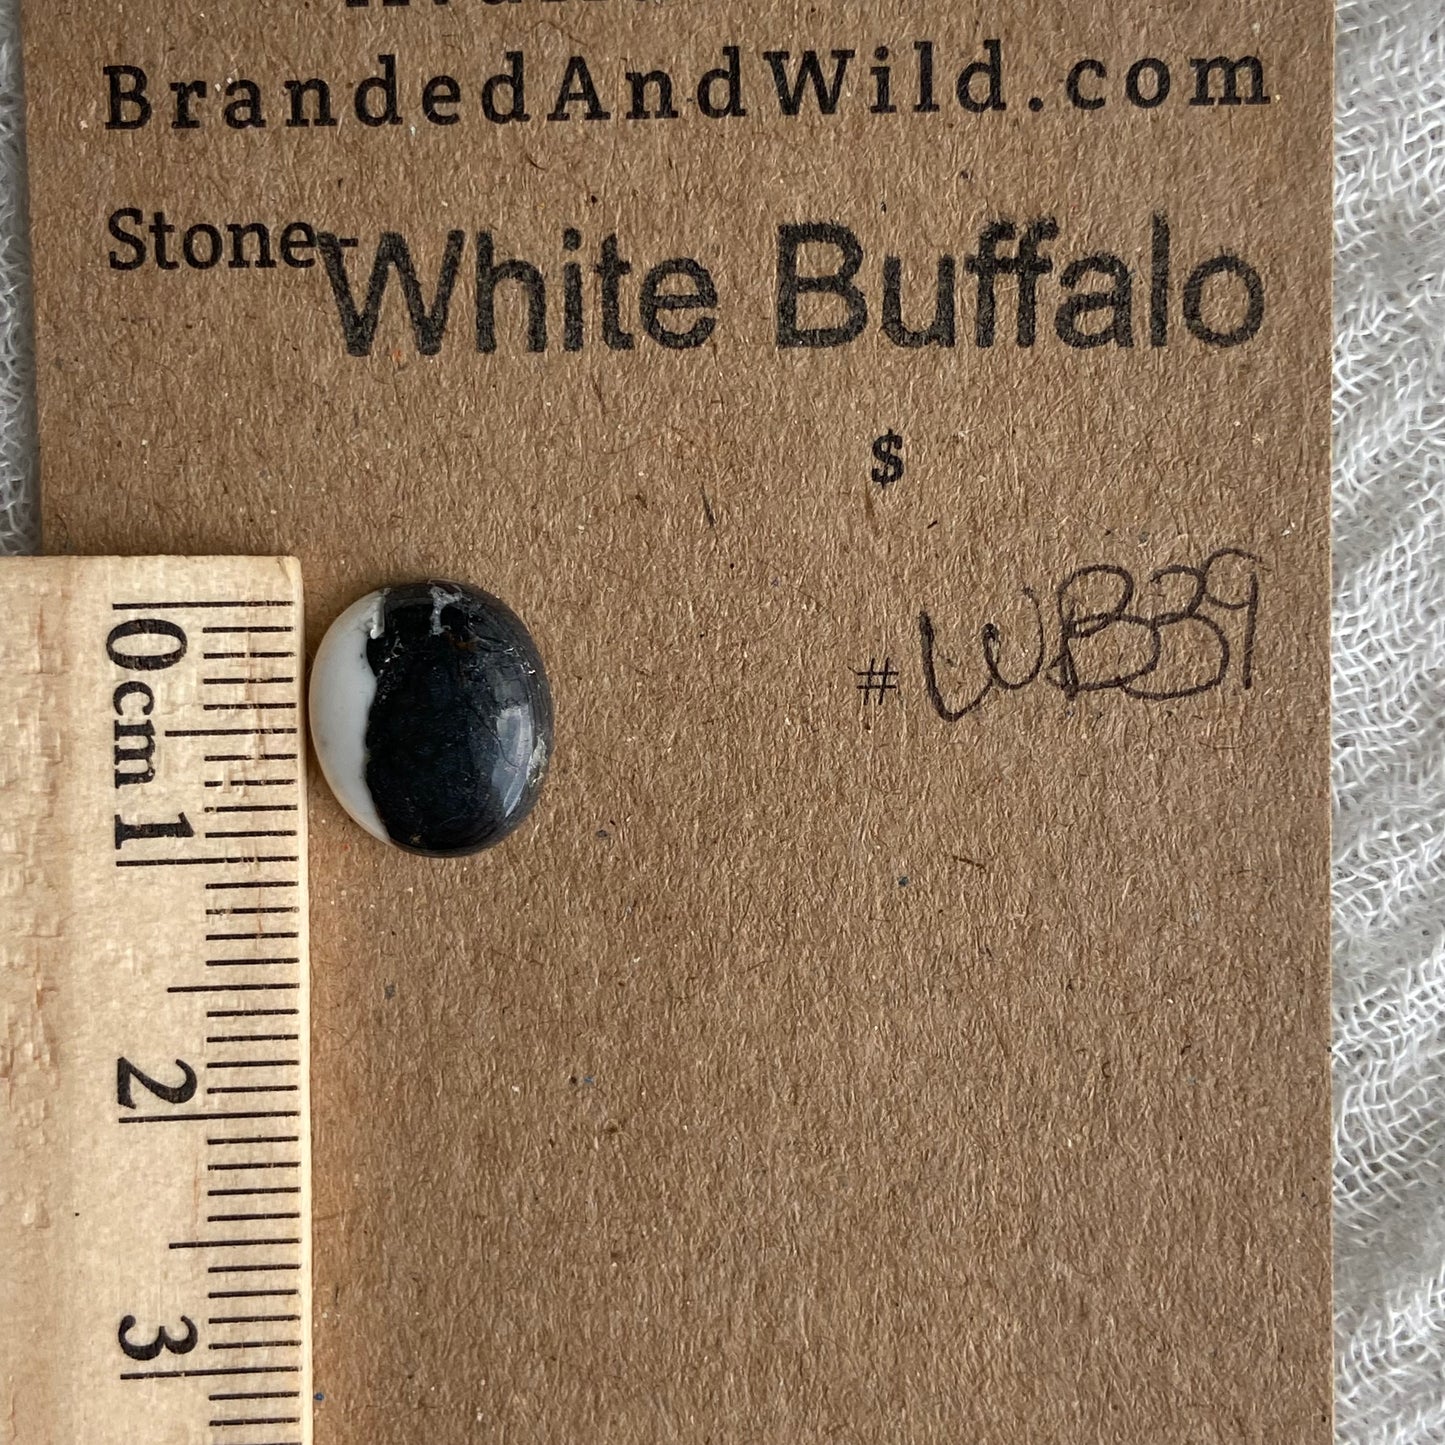 BrandedAndWild.com
Stone- White Buffalo
$
# WB39
0cm 1 2 3